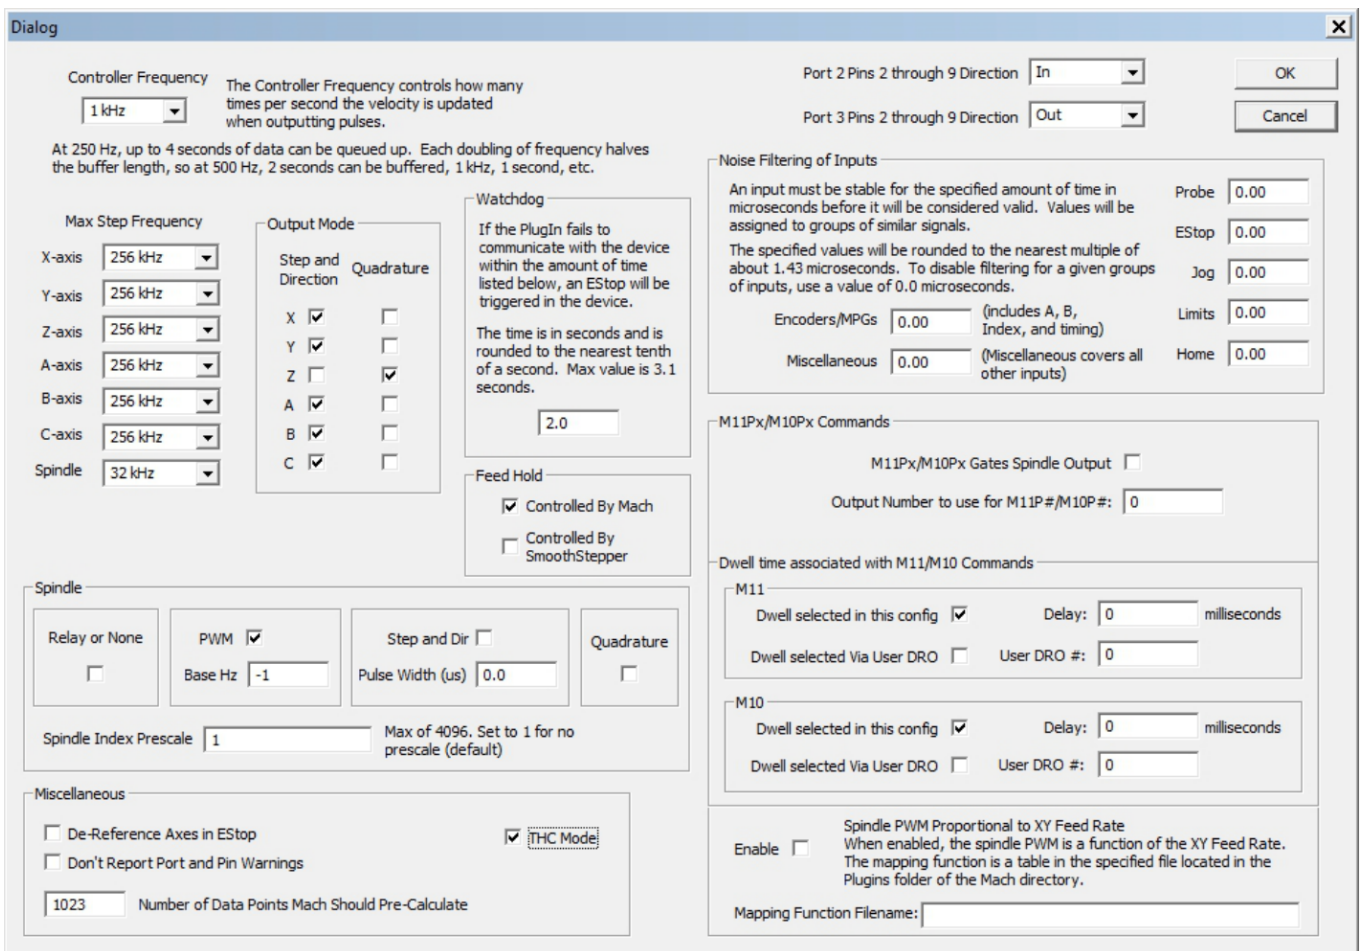 Dialog
Controller Frequency
1 kHz
The Controller Frequency controls how many
times per second the velocity is updated
when outputting pulses.
At 250 Hz, up to 4 seconds of data can be queued up. Each doubling of frequency halves
the buffer length, so at 500 Hz, 2 seconds can be buffered, 1 kHz, 1 second, etc.
Port 2 Pins 2 through 9 Direction In
Port 3 Pins 2 through 9 Direction Out
OK
Cancel
Max Step Frequency
X-axis 256 kHz
Y-axis 256 kHz
Z-axis 256 kHz
A-axis 256 kHz
B-axis 256 kHz
C-axis 256 kHz
Spindle 32 kHz
Output Mode
Step and
Direction
Quadrature
X
Y
Z
A
B
C
Watchdog
If the PlugIn fails to
communicate with the device
within the amount of time
listed below, an EStop will be
triggered in the device.
The time is in seconds and is
rounded to the nearest tenth
of a second. Max value is 3.1
seconds.
2.0
Feed Hold
Controlled By Mach
Controlled By
SmoothStepper
Noise Filtering of Inputs
An input must be stable for the specified amount of time in
microseconds before it will be considered valid. Values will be
assigned to groups of similar signals.
The specified values will be rounded to the nearest multiple of
about 1.43 microseconds. To disable filtering for a given groups
of inputs, use a value of 0.0 microseconds.
Encoders/MPGs 0.00
(includes A, B,
Index, and timing)
Miscellaneous 0.00
(Miscellaneous covers all
other inputs)
Probe 0.00
EStop 0.00
Jog 0.00
Limits 0.00
Home 0.00
M11Px/M10Px Commands
M11Px/M10Px Gates Spindle Output
Output Number to use for M11P#/M10P#: 0
Dwell time associated with M11/M10 Commands
M11
Dwell selected in this config Delay: 0 milliseconds
Dwell selected Via User DRO User DRO #: 0
M10
Dwell selected in this config Delay: 0 milliseconds
Dwell selected Via User DRO User DRO #: 0
Spindle
Relay or None
PWM
Base Hz -1
Step and Dir
Pulse Width (us) 0.0
Quadrature
Spindle Index Prescale 1
Max of 4096. Set to 1 for no
prescale (default)
Miscellaneous
De-Reference Axes in EStop
THC Mode
Don't Report Port and Pin Warnings
1023 Number of Data Points Mach Should Pre-Calculate
Enable
Spindle PWM Proportional to XY Feed Rate
When enabled, the spindle PWM is a function of the XY Feed Rate.
The mapping function is a table in the specified file located in the
Plugins folder of the Mach directory.
Mapping Function Filename: